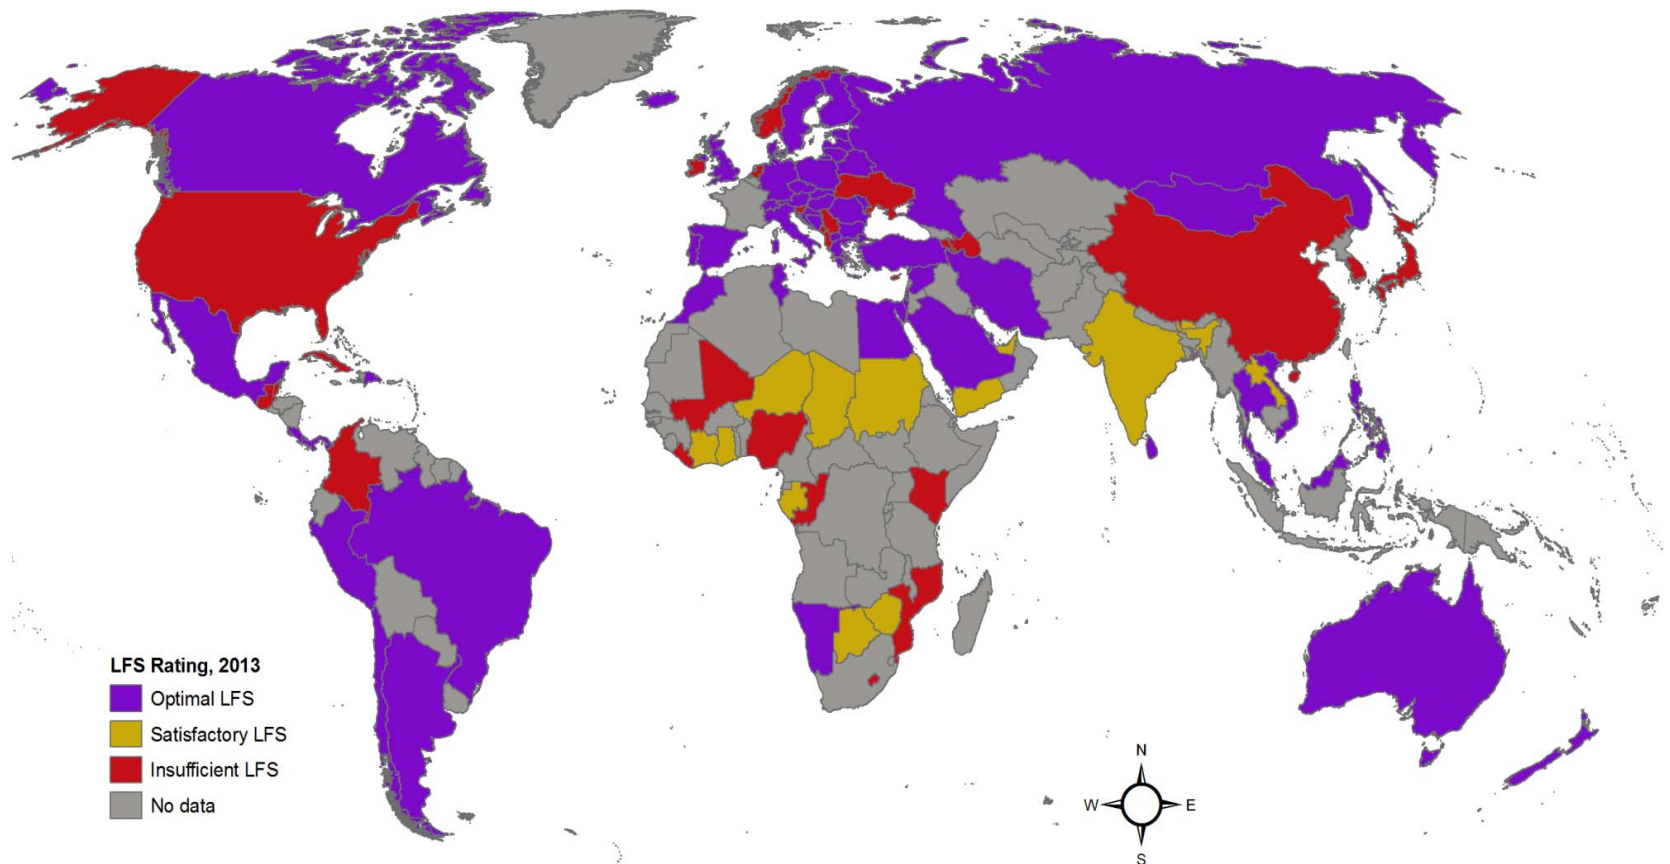 LFS Rating, 2013
Optimal LFS
Satisfactory LFS
Insufficient LFS
No data
N
W E
S